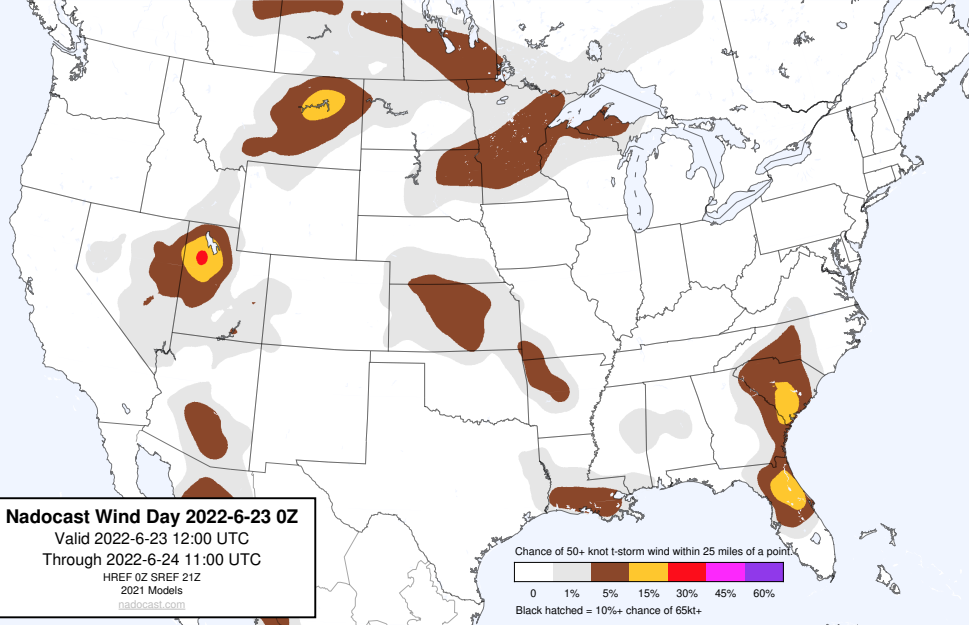 Nadocast Wind Day 2022-6-23 0Z
Valid 2022-6-23 12:00 UTC
Through 2022-6-24 11:00 UTC
HREF 0Z SREF 21Z
2021 Models
nadocast.com
Chance of 50+ knot t-storm wind within 25 miles of a point.
0 1% 5% 15% 30% 45% 60%
Black hatched = 10%+ chance of 65kt+